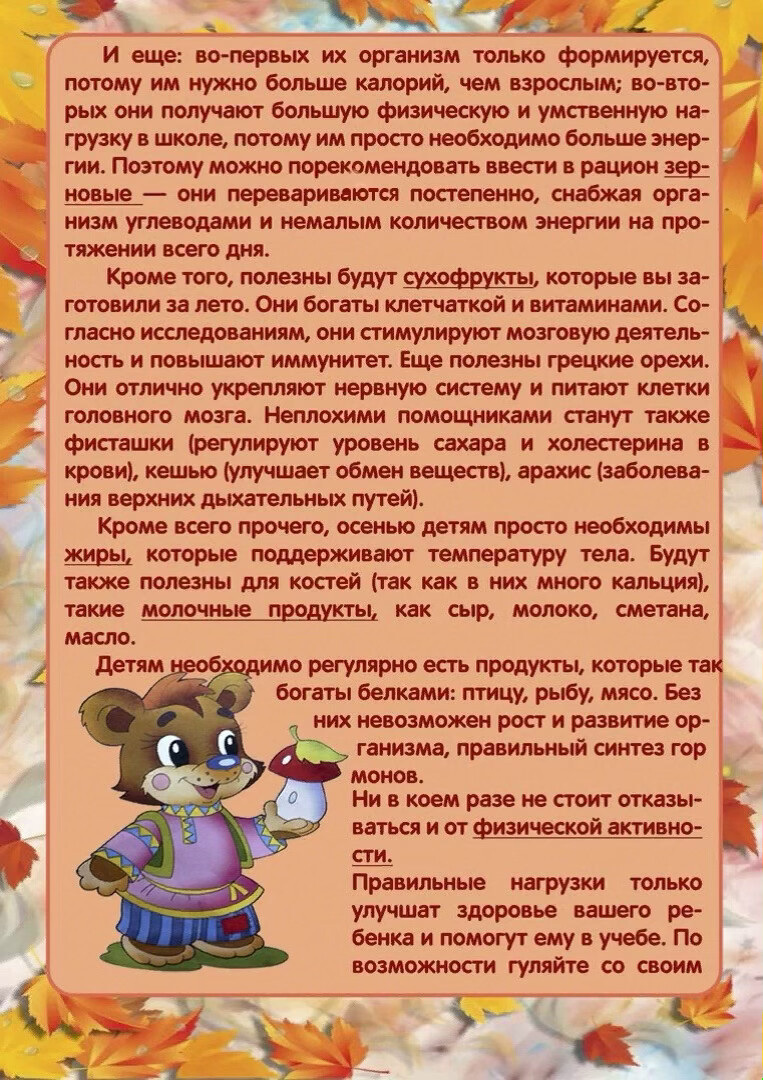 И еще: во-первых их организм только формируется,
потому им нужно больше калорий, чем взрослым; во-вто-
рых они получают большую физическую и умственную на-
грузку в школе, потому им просто необходимо больше энер-
гии. Поэтому можно порекомендовать ввести в рацион зер-
новые — они перевариваются постепенно, снабжая орга-
низм углеводами и немалым количеством энергии на про-
тяжении всего дня.
Кроме того, полезны будут сухофрукты, которые вы за-
готовили за лето. Они богаты клетчаткой и витаминами. Со-
гласно исследованиям, они стимулируют мозговую деятель-
ность и повышают иммунитет. Еще полезны грецкие орехи.
Они отлично укрепляют нервную систему и питают клетки
головного мозга. Неплохими помощниками станут также
фисташки (регулируют уровень сахара и холестерина в
крови), кешью (улучшает обмен веществ), арахис (заболева-
ния верхних дыхательных путей).
Кроме всего прочего, осенью детям просто необходимы
жиры, которые поддерживают температуру тела. Будут
также полезны для костей (так как в них много кальция),
такие молочные продукты, как сыр, молоко, сметана,
масло.
Детям необходимо регулярно есть продукты, которые так
богаты белками: птицу, рыбу, мясо. Без
них невозможен рост и развитие ор-
ганизма, правильный синтез гор
монов.
Ни в коем разе не стоит отказы-
ваться и от физической активно-
сти.
Правильные нагрузки только
улучшат здоровье вашего ре-
бенка и помогут ему в учебе. По
возможности гуляйте со своим